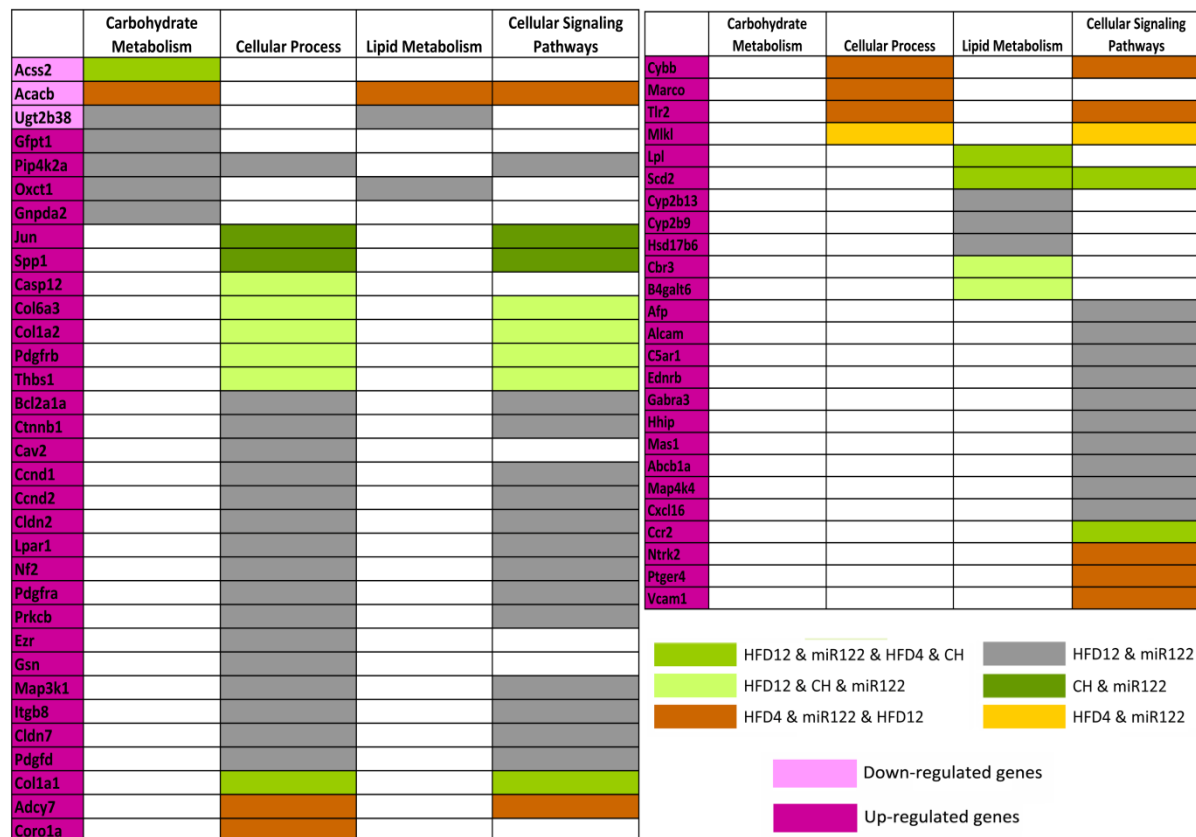 Carbohydrate Metabolism
Cellular Process
Lipid Metabolism
Cellular Signaling Pathways
Acss2
Acacb
Ugt2b38
Gfpt1
Pip4k2a
Oxct1
Gnpda2
Jun
Spp1
Casp12
Col6a3
Col1a2
Pdgfrb
Thbs1
Bcl2a1a
Ctnnb1
Cav2
Ccnd1
Ccnd2
Cldn2
Lpar1
Nf2
Pdgfra
Prkcb
Ezr
Gsn
Map3k1
Itgb8
Cldn7
Pdgfd
Col1a1
Adcy7
Coro1a
Carbohydrate Metabolism
Cellular Process
Lipid Metabolism
Cellular Signaling Pathways
Cybb
Marco
Tlr2
Mlkl
Lpl
Scd2
Cyp2b13
Cyp2b9
Hsd17b6
Cbr3
B4galt6
Afp
Alcam
C5ar1
Ednrb
Gabra3
Hhip
Mas1
Abcb1a
Map4k4
Cxcl16
Ccr2
Ntrk2
Ptger4
Vcam1
HFD12 & miR122 & HFD4 & CH
HFD12 & miR122
HFD12 & CH & miR122
CH & miR122
HFD4 & miR122 & HFD12
HFD4 & miR122
Down-regulated genes
Up-regulated genes